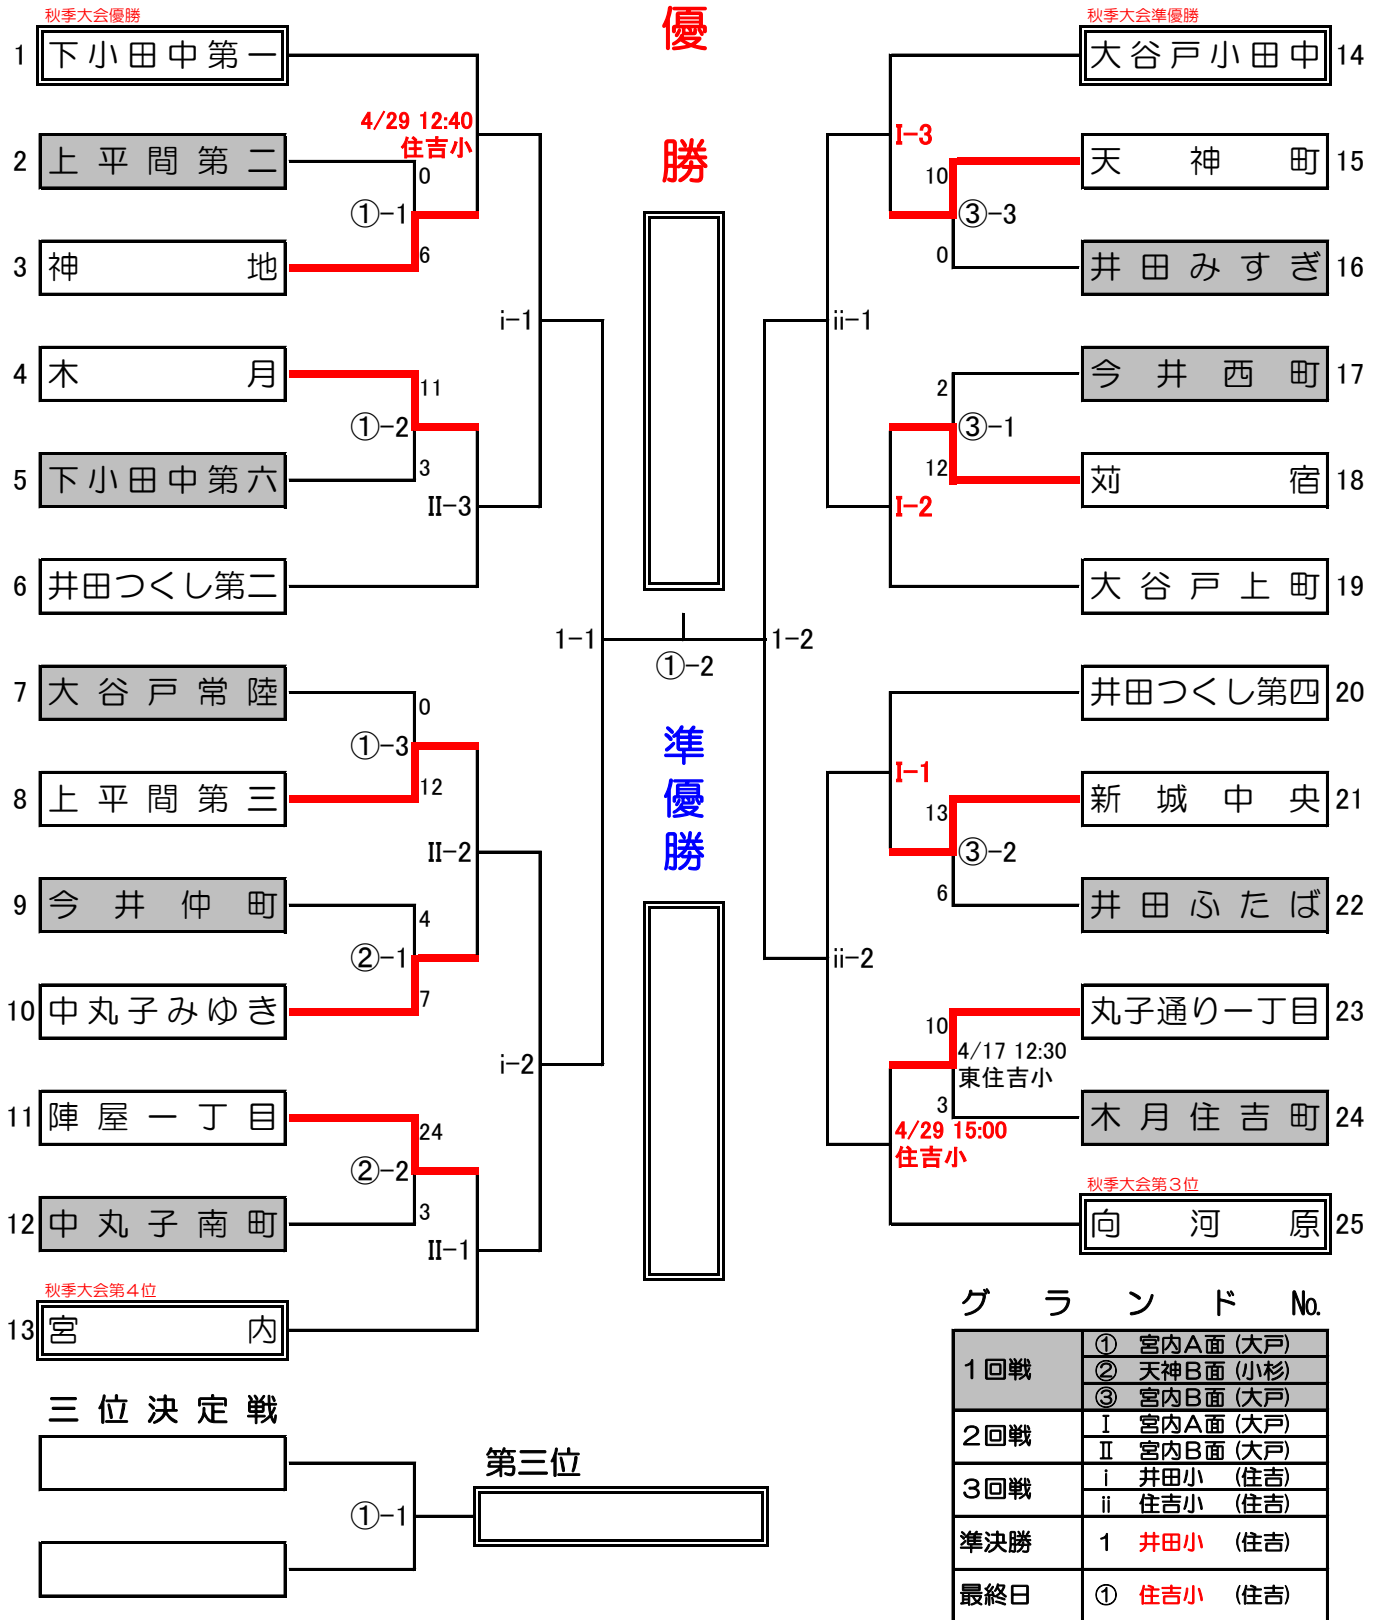 秋季大会優勝
1 下小田中第一
4/29 12:40
住吉小
2 上平間第二
0
①-1
6
3 神地
i-1
4 木月
11
①-2
3
5 下小田中第六
II-3
6 井田つくし第二
1-1
7 大谷戸常陸
0
①-3
12
8 上平間第三
II-2
9 今井仲町
4
②-1
7
10 中丸子みゆき
i-2
11 陣屋一丁目
24
②-2
3
12 中丸子南町
II-1
秋季大会第4位
13 宮内
優
勝
①-2
準
優
勝
秋季大会準優勝
大谷戸小田中 14
I-3
天神町 15
10
③-3
0
井田みすぎ 16
ii-1
今井西町 17
2
③-1
12
苅宿 18
I-2
大谷戸上町 19
1-2
井田つくし第四 20
I-1
新城中央 21
13
③-2
6
井田ふたば 22
ii-2
丸子通り一丁目 23
10
4/17 12:30
東住吉小
3
木月住吉町 24
4/29 15:00
住吉小
秋季大会第3位
向河原 25
三位決定戦
①-1
第三位
グランド№
1回戦
① 宮内A面 (大戸)
② 天神B面 (小杉)
③ 宮内B面 (大戸)
2回戦
I 宮内A面 (大戸)
II 宮内B面 (大戸)
3回戦
i 井田小 (住吉)
ii 住吉小 (住吉)
準決勝 1 井田小 (住吉)
最終日 ① 住吉小 (住吉)